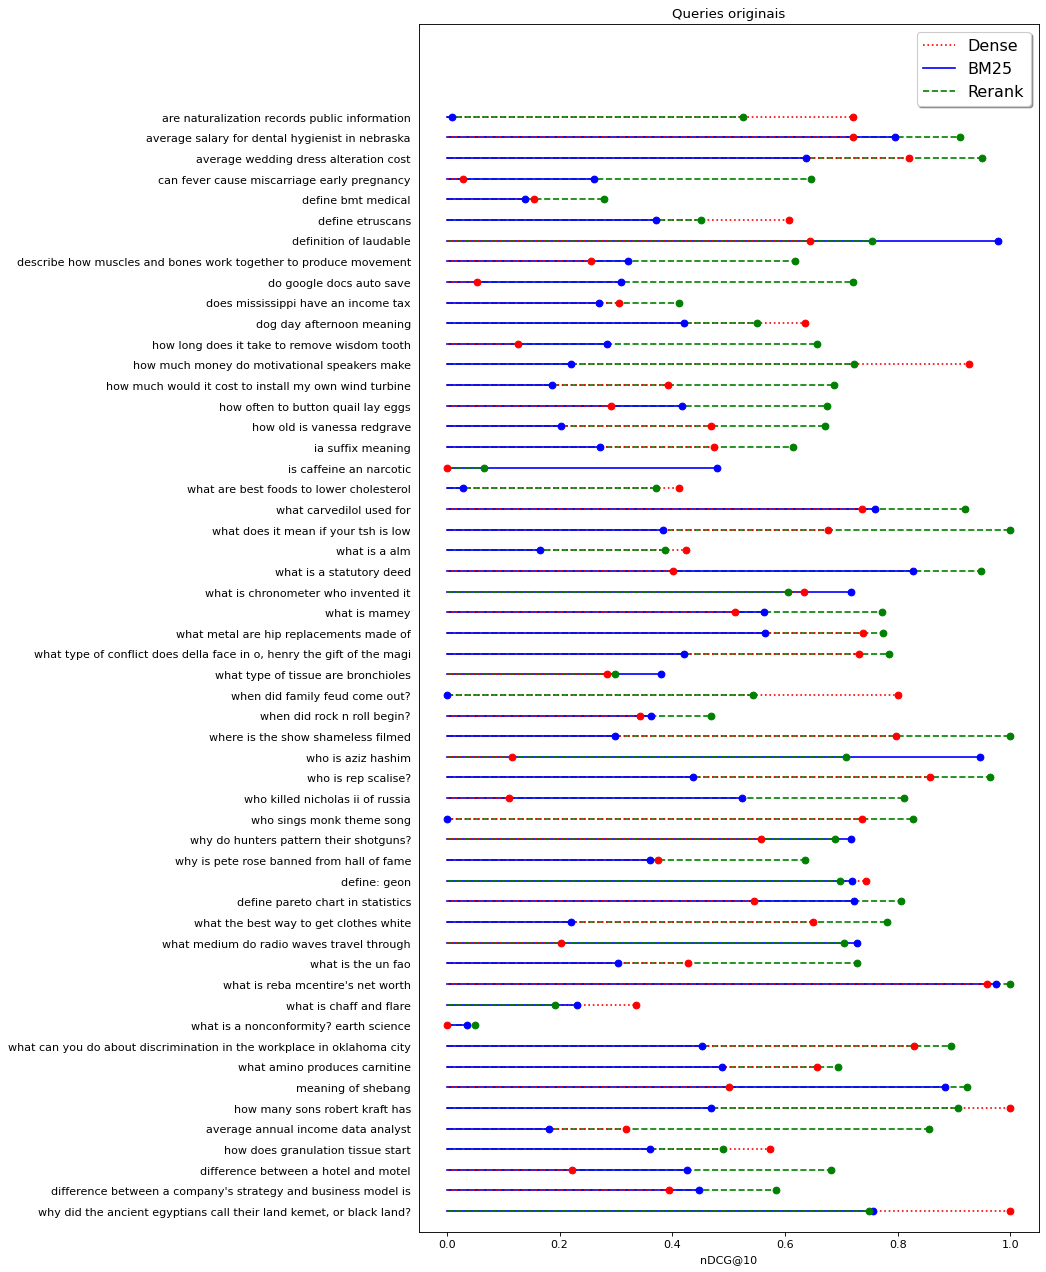 Queries originais
Dense
BM25
Rerank
are naturalization records public information
average salary for dental hygienist in nebraska
average wedding dress alteration cost
can fever cause miscarriage early pregnancy
define bmt medical
define etruscans
definition of laudable
describe how muscles and bones work together to produce movement
do google docs auto save
does mississippi have an income tax
dog day afternoon meaning
how long does it take to remove wisdom tooth
how much money do motivational speakers make
how much would it cost to install my own wind turbine
how often to button quail lay eggs
how old is vanessa redgrave
ia suffix meaning
is caffeine an narcotic
what are best foods to lower cholesterol
what carvedilol used for
what does it mean if your tsh is low
what is a alm
what is a statutory deed
what is chronometer who invented it
what is mamey
what metal are hip replacements made of
what type of conflict does della face in o, henry the gift of the magi
what type of tissue are bronchioles
when did family feud come out?
when did rock n roll begin?
where is the show shameless filmed
who is aziz hashim
who is rep scalise?
who killed nicholas ii of russia
who sings monk theme song
why do hunters pattern their shotguns?
why is pete rose banned from hall of fame
define: geon
define pareto chart in statistics
what the best way to get clothes white
what medium do radio waves travel through
what is the un fao
what is reba mcentire's net worth
what is chaff and flare
what is a nonconformity? earth science
what can you do about discrimination in the workplace in oklahoma city
what amino produces carnitine
meaning of shebang
how many sons robert kraft has
average annual income data analyst
how does granulation tissue start
difference between a hotel and motel
difference between a company's strategy and business model is
why did the ancient egyptians call their land kemet, or black land?
0.0 0.2 0.4 0.6 0.8 1.0
nDCG@10